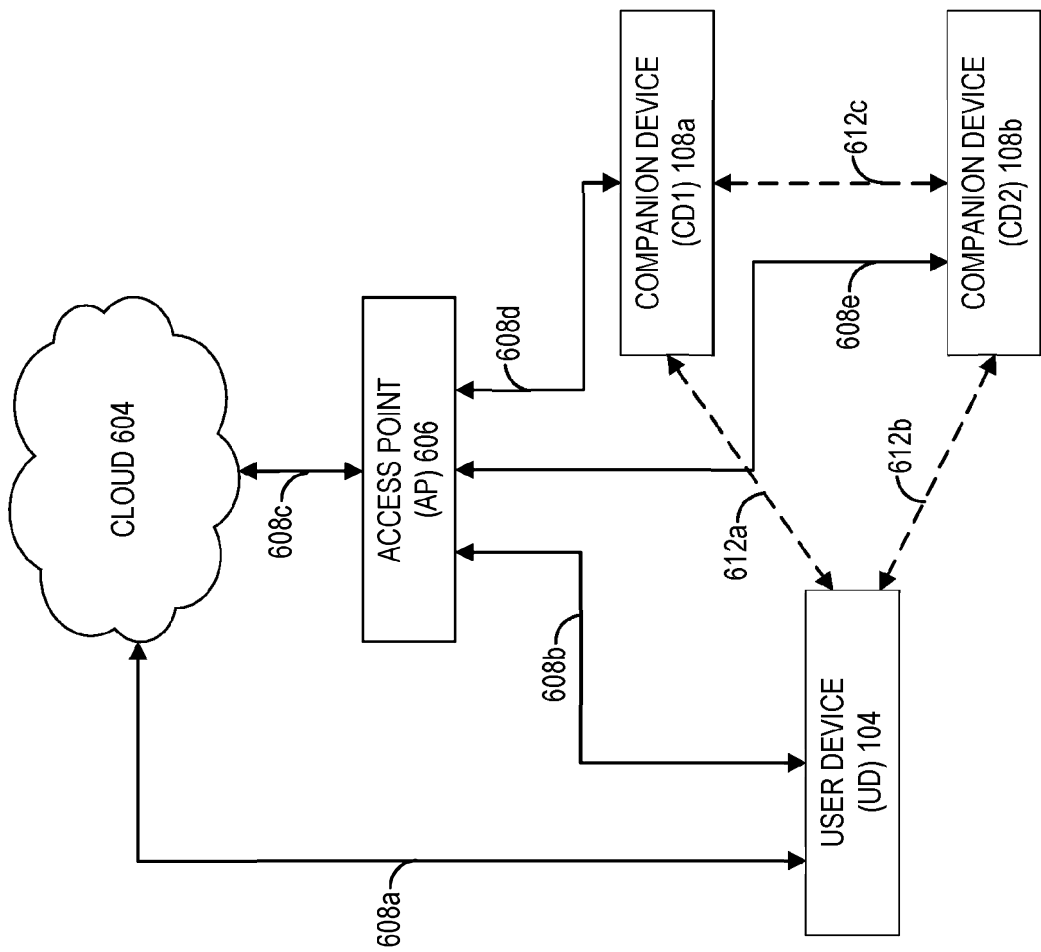 CLOUD 604
608c
608a
ACCESS POINT
(AP) 606
608b
608d
612a
608e
612b
612c
USER DEVICE
(UD) 104
COMPANION DEVICE
(CD1) 108a
COMPANION DEVICE
(CD2) 108b